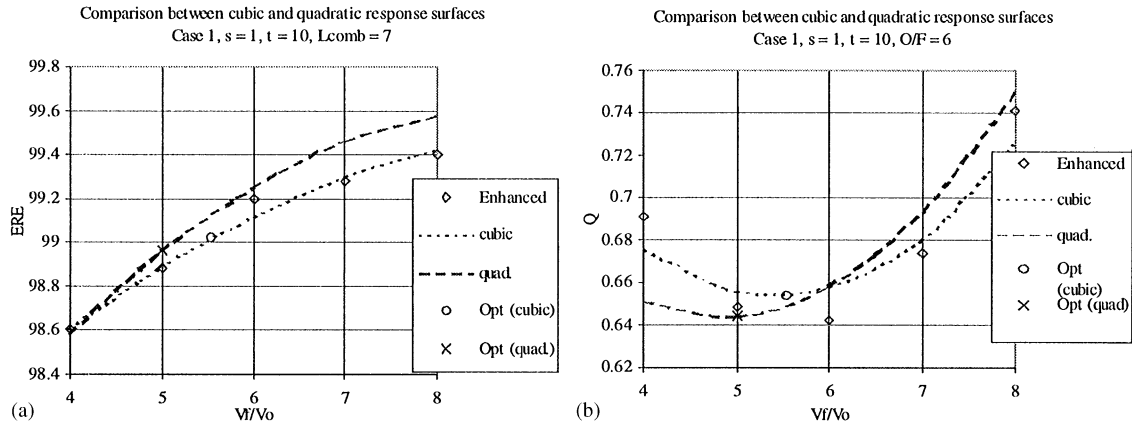 Comparison between cubic and quadratic response surfaces
Case 1, s = 1, t = 10, Lcomb = 7
99.8
99.6
99.4
99.2
99
98.8
98.6
98.4
ERE
4
5
6
7
8
Vf/Vo
(a)
Enhanced
cubic
quad.
Opt (cubic)
Opt (quad.)
Comparison between cubic and quadratic response surfaces
Case 1, s = 1, t = 10, O/F = 6
0.76
0.74
0.72
0.7
0.68
0.66
0.64
0.62
Q
4
5
6
7
8
Vf/Vo
(b)
Enhanced
cubic
quad.
Opt
(cubic)
Opt (quad)